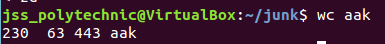 jss_polytechnic@VirtualBox:~/junk$ wc aak
230 63 443 aak